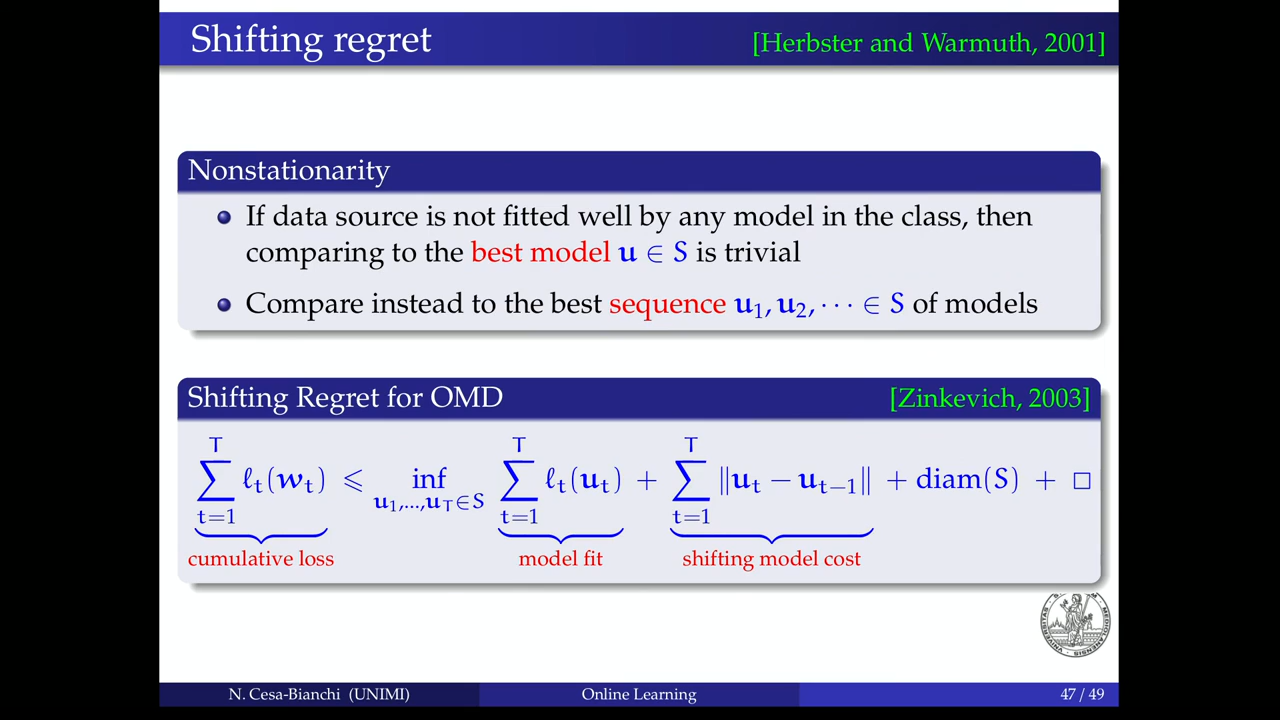 Shifting regret [Herbster and Warmuth, 2001]
Nonstationarity
If data source is not fitted well by any model in the class, then
comparing to the best model u ∈ S is trivial
Compare instead to the best sequence u₁, u₂, ⋯ ∈ S of models
Shifting Regret for OMD [Zinkevich, 2003]
∑_{t=1}^{T} ℓₜ(wₜ) ⩽ inf_{u₁,...,u_T∈S} ∑_{t=1}^{T} ℓₜ(uₜ) + ∑_{t=1}^{T} ‖uₜ − uₜ₋₁‖ + diam(S) + □
cumulative loss model fit shifting model cost
N. Cesa-Bianchi (UNIMI) Online Learning 47 / 49